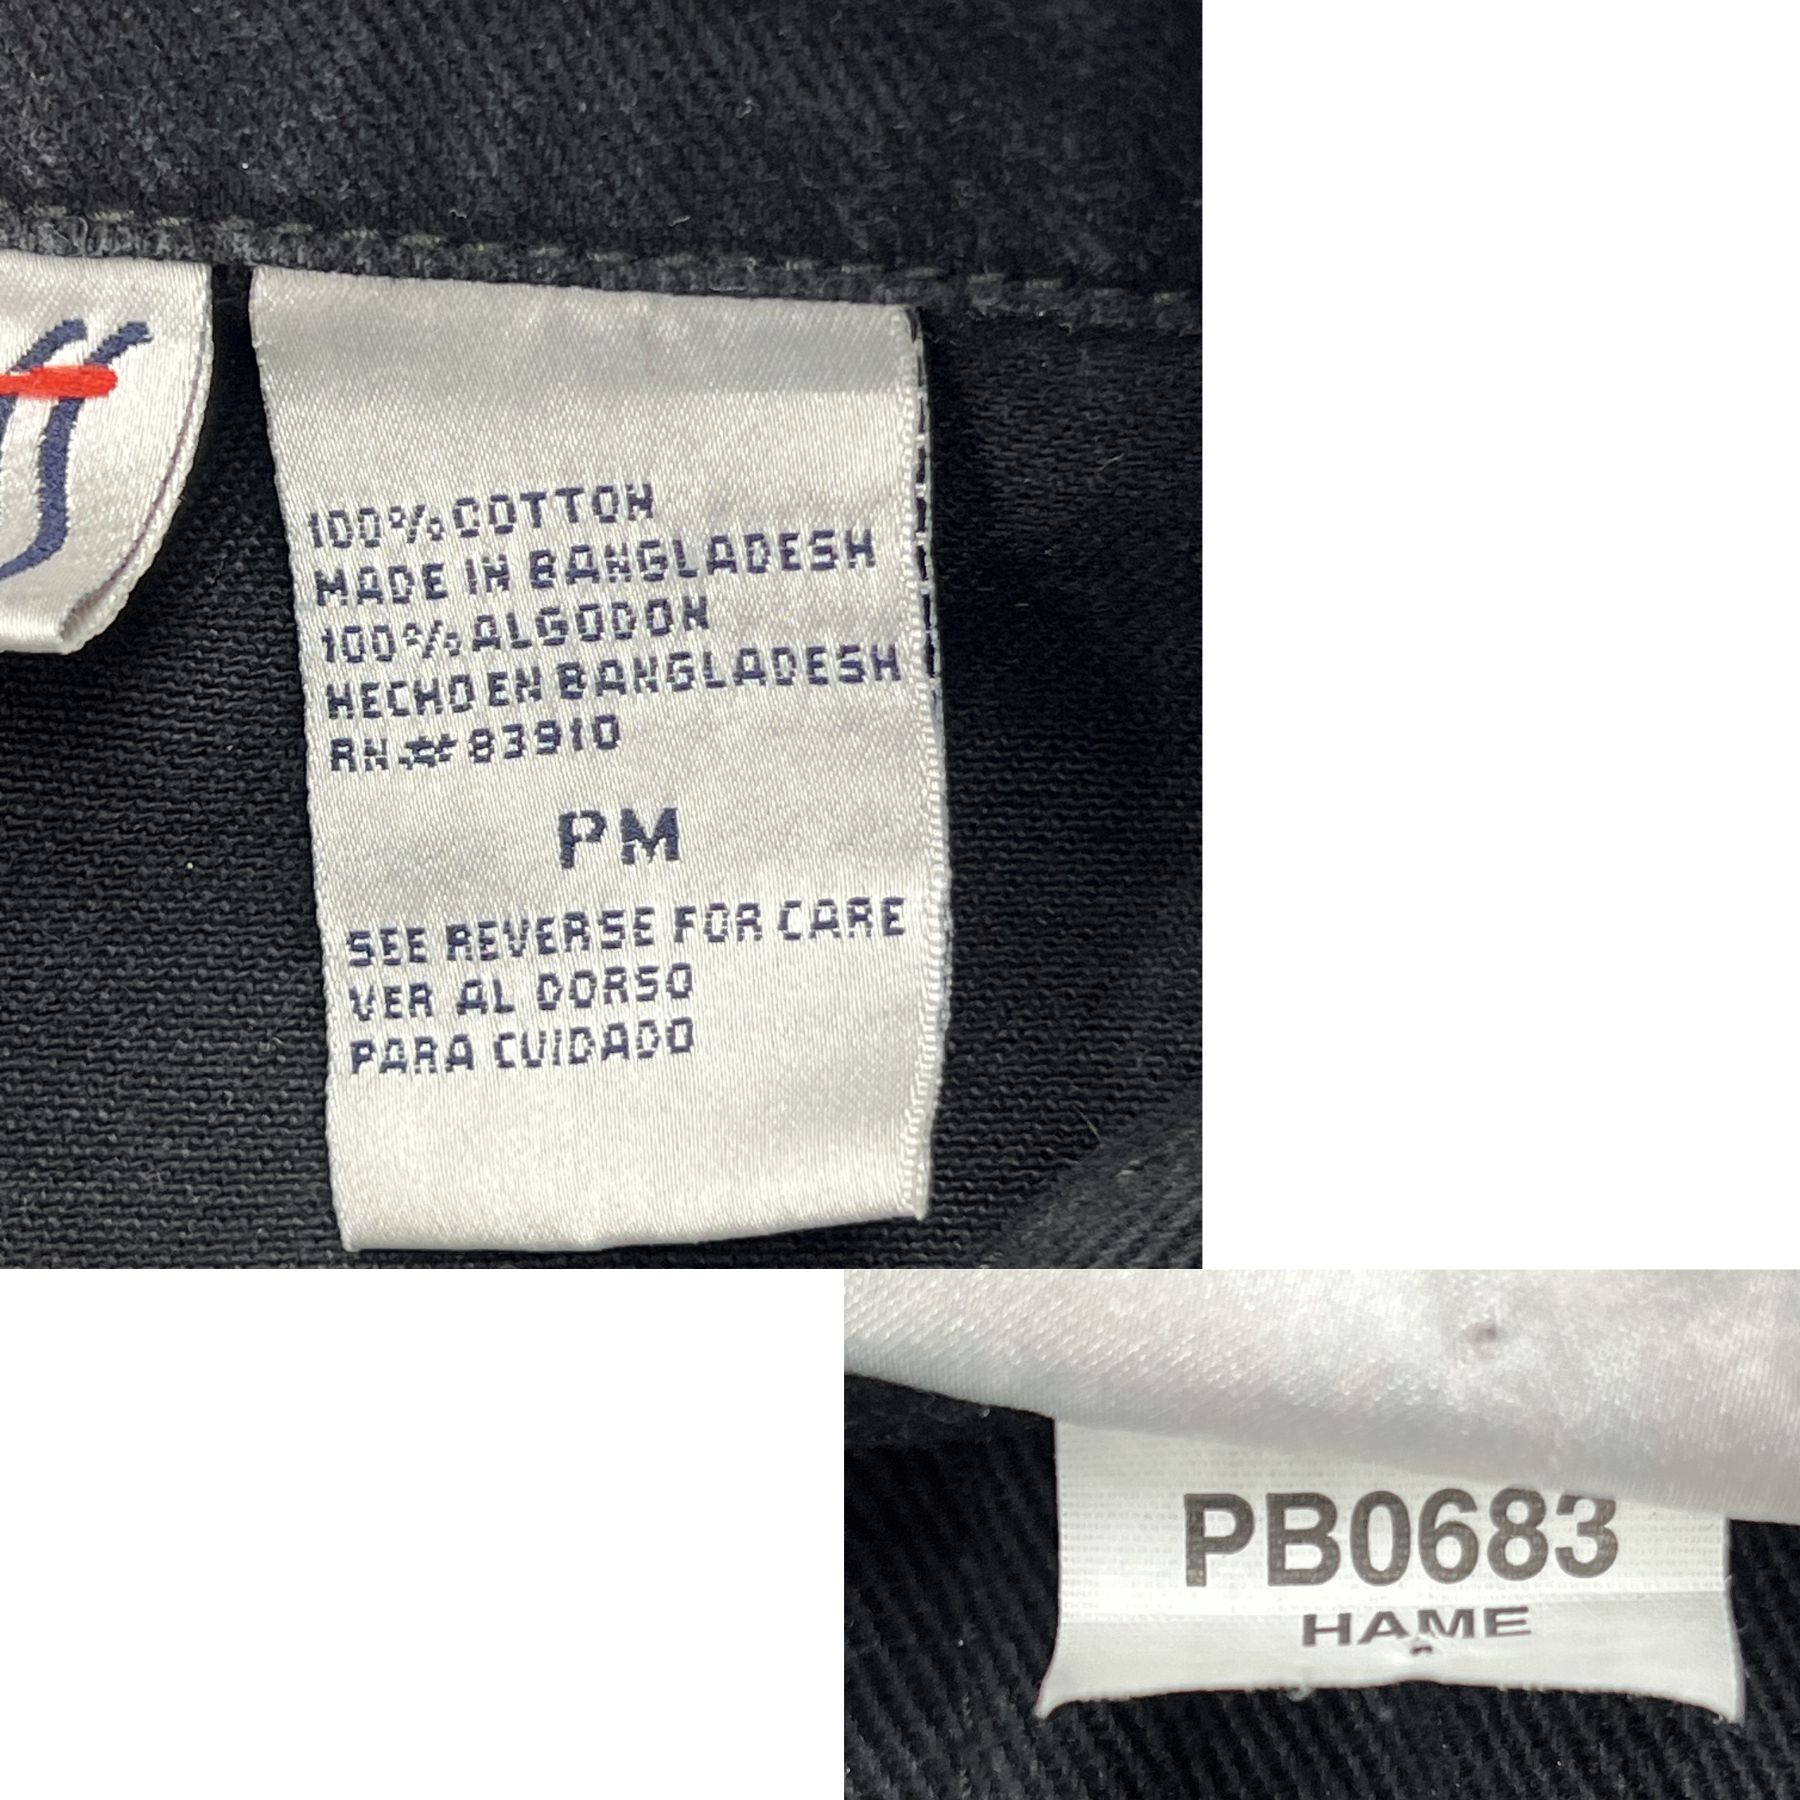 ff
100% COTTON
MADE IN BANGLADESH
100% ALGODON
HECHO EN BANGLADESH
RN # 83910
PM
SEE REVERSE FOR CARE
VER AL DORSO
PARA CUIDADO
PB0683
HAME